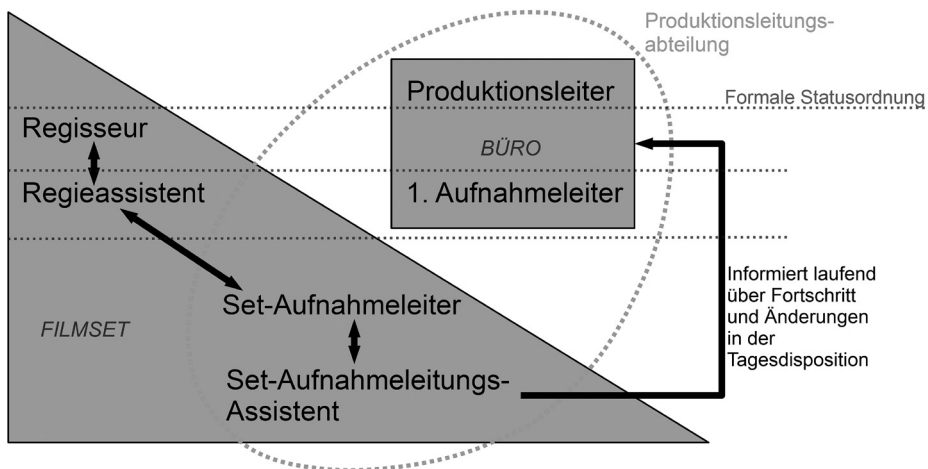 Produktionsleitungs-
abteilung
Produktionsleiter
Formale Statusordnung
Regisseur
BÜRO
Regieassistent
1. Aufnahmeleiter
Informiert laufend
über Fortschritt
und Änderungen
in der
Tagesdisposition
Set-Aufnahmeleiter
FILMSET
Set-Aufnahmeleitungs-
Assistent